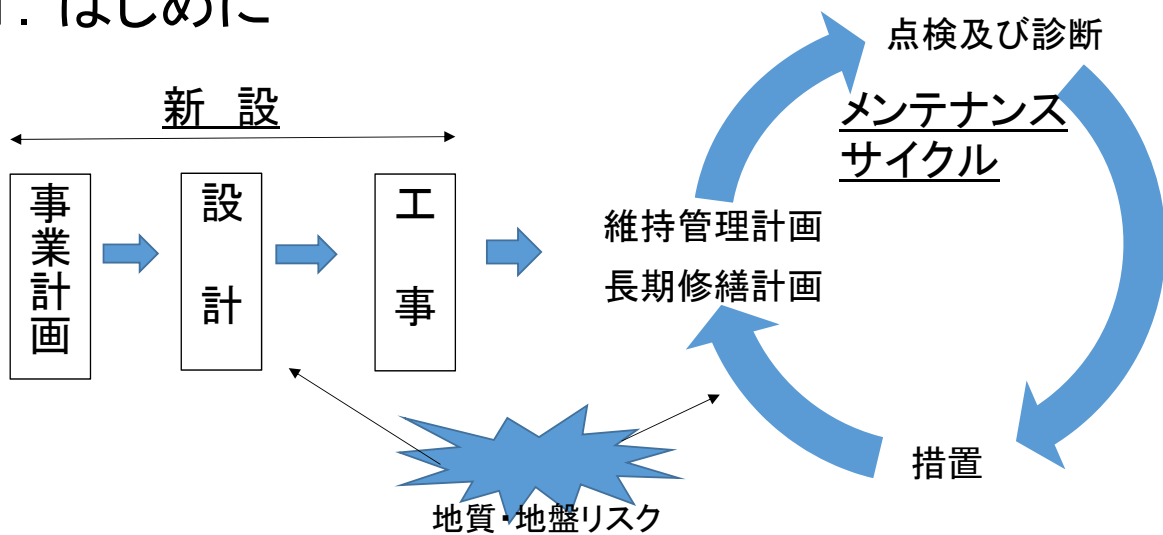 1. はじめに
新 設
事業計画
設計
工事
点検及び診断
メンテナンス
サイクル
維持管理計画
長期修繕計画
措置
地質・地盤リスク